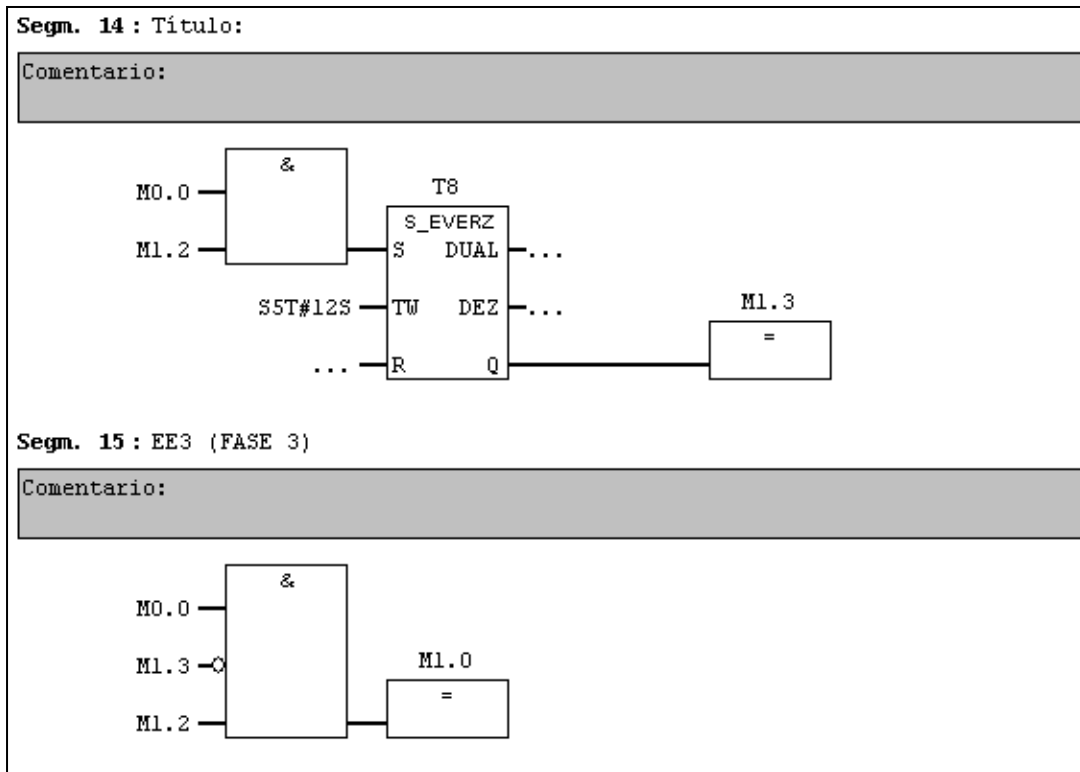 Segm. 14 : Título:
Comentario:
&
M0.0
T8
S_EVERZ
M1.2
S DUAL ...
M1.3
S5T#12S TW DEZ ...
=
... R Q
Segm. 15 : EE3 (FASE 3)
Comentario:
&
M0.0
M1.3
M1.0
=
M1.2